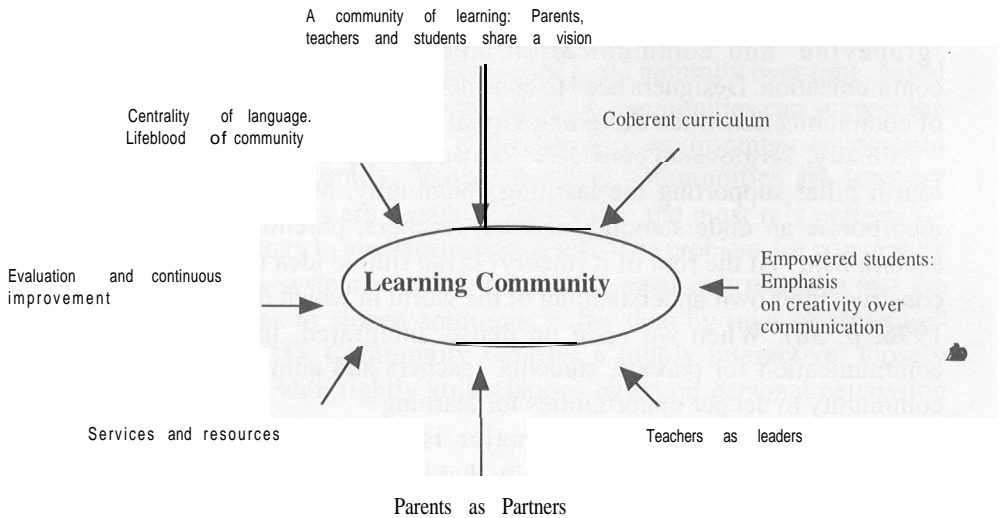 A community of learning: Parents,
teachers and students share a vision
Centrality of language.
Lifeblood of community
Coherent curriculum
Evaluation and continuous
improvement
Learning Community
Empowered students:
Emphasis
on creativity over
communication
Services and resources
Teachers as leaders
Parents as Partners